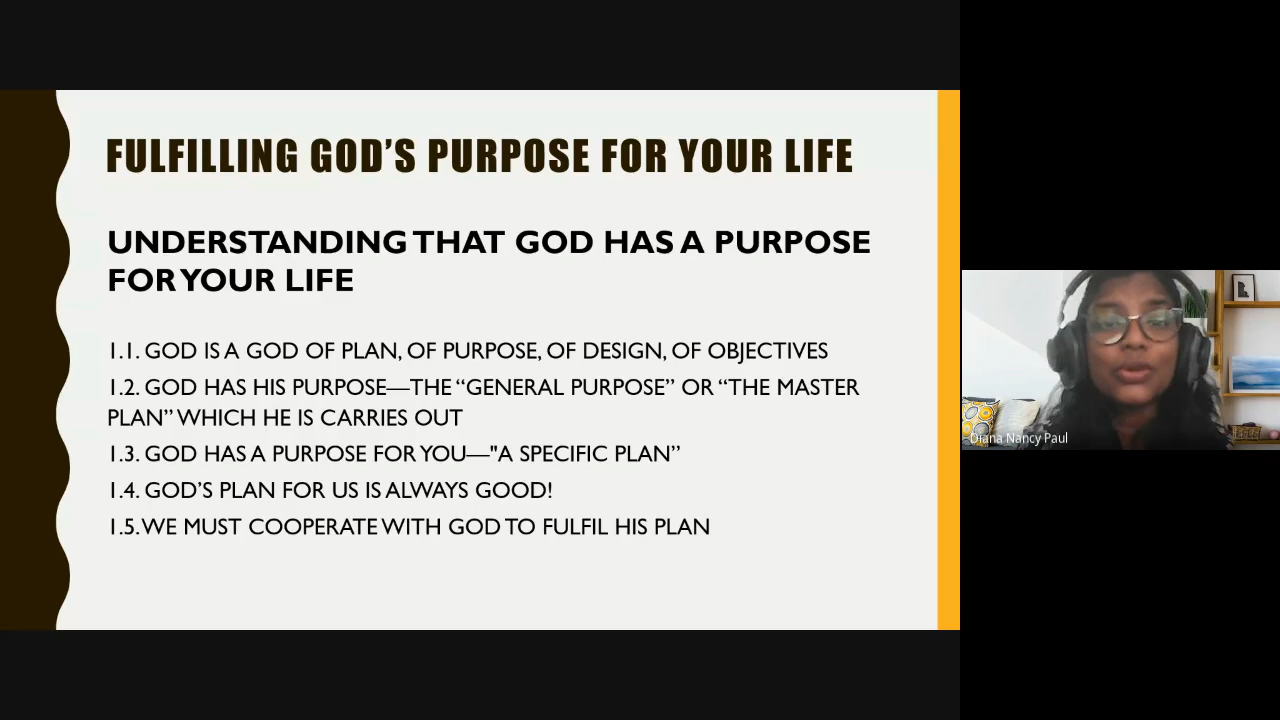 FULFILLING GOD’S PURPOSE FOR YOUR LIFE
UNDERSTANDING THAT GOD HAS A PURPOSE
FOR YOUR LIFE
1.1. GOD IS A GOD OF PLAN, OF PURPOSE, OF DESIGN, OF OBJECTIVES
1.2. GOD HAS HIS PURPOSE—THE “GENERAL PURPOSE” OR “THE MASTER
PLAN” WHICH HE IS CARRIES OUT
1.3. GOD HAS A PURPOSE FOR YOU—"A SPECIFIC PLAN”
1.4. GOD’S PLAN FOR US IS ALWAYS GOOD!
1.5. WE MUST COOPERATE WITH GOD TO FULFIL HIS PLAN
Diana Nancy Paul